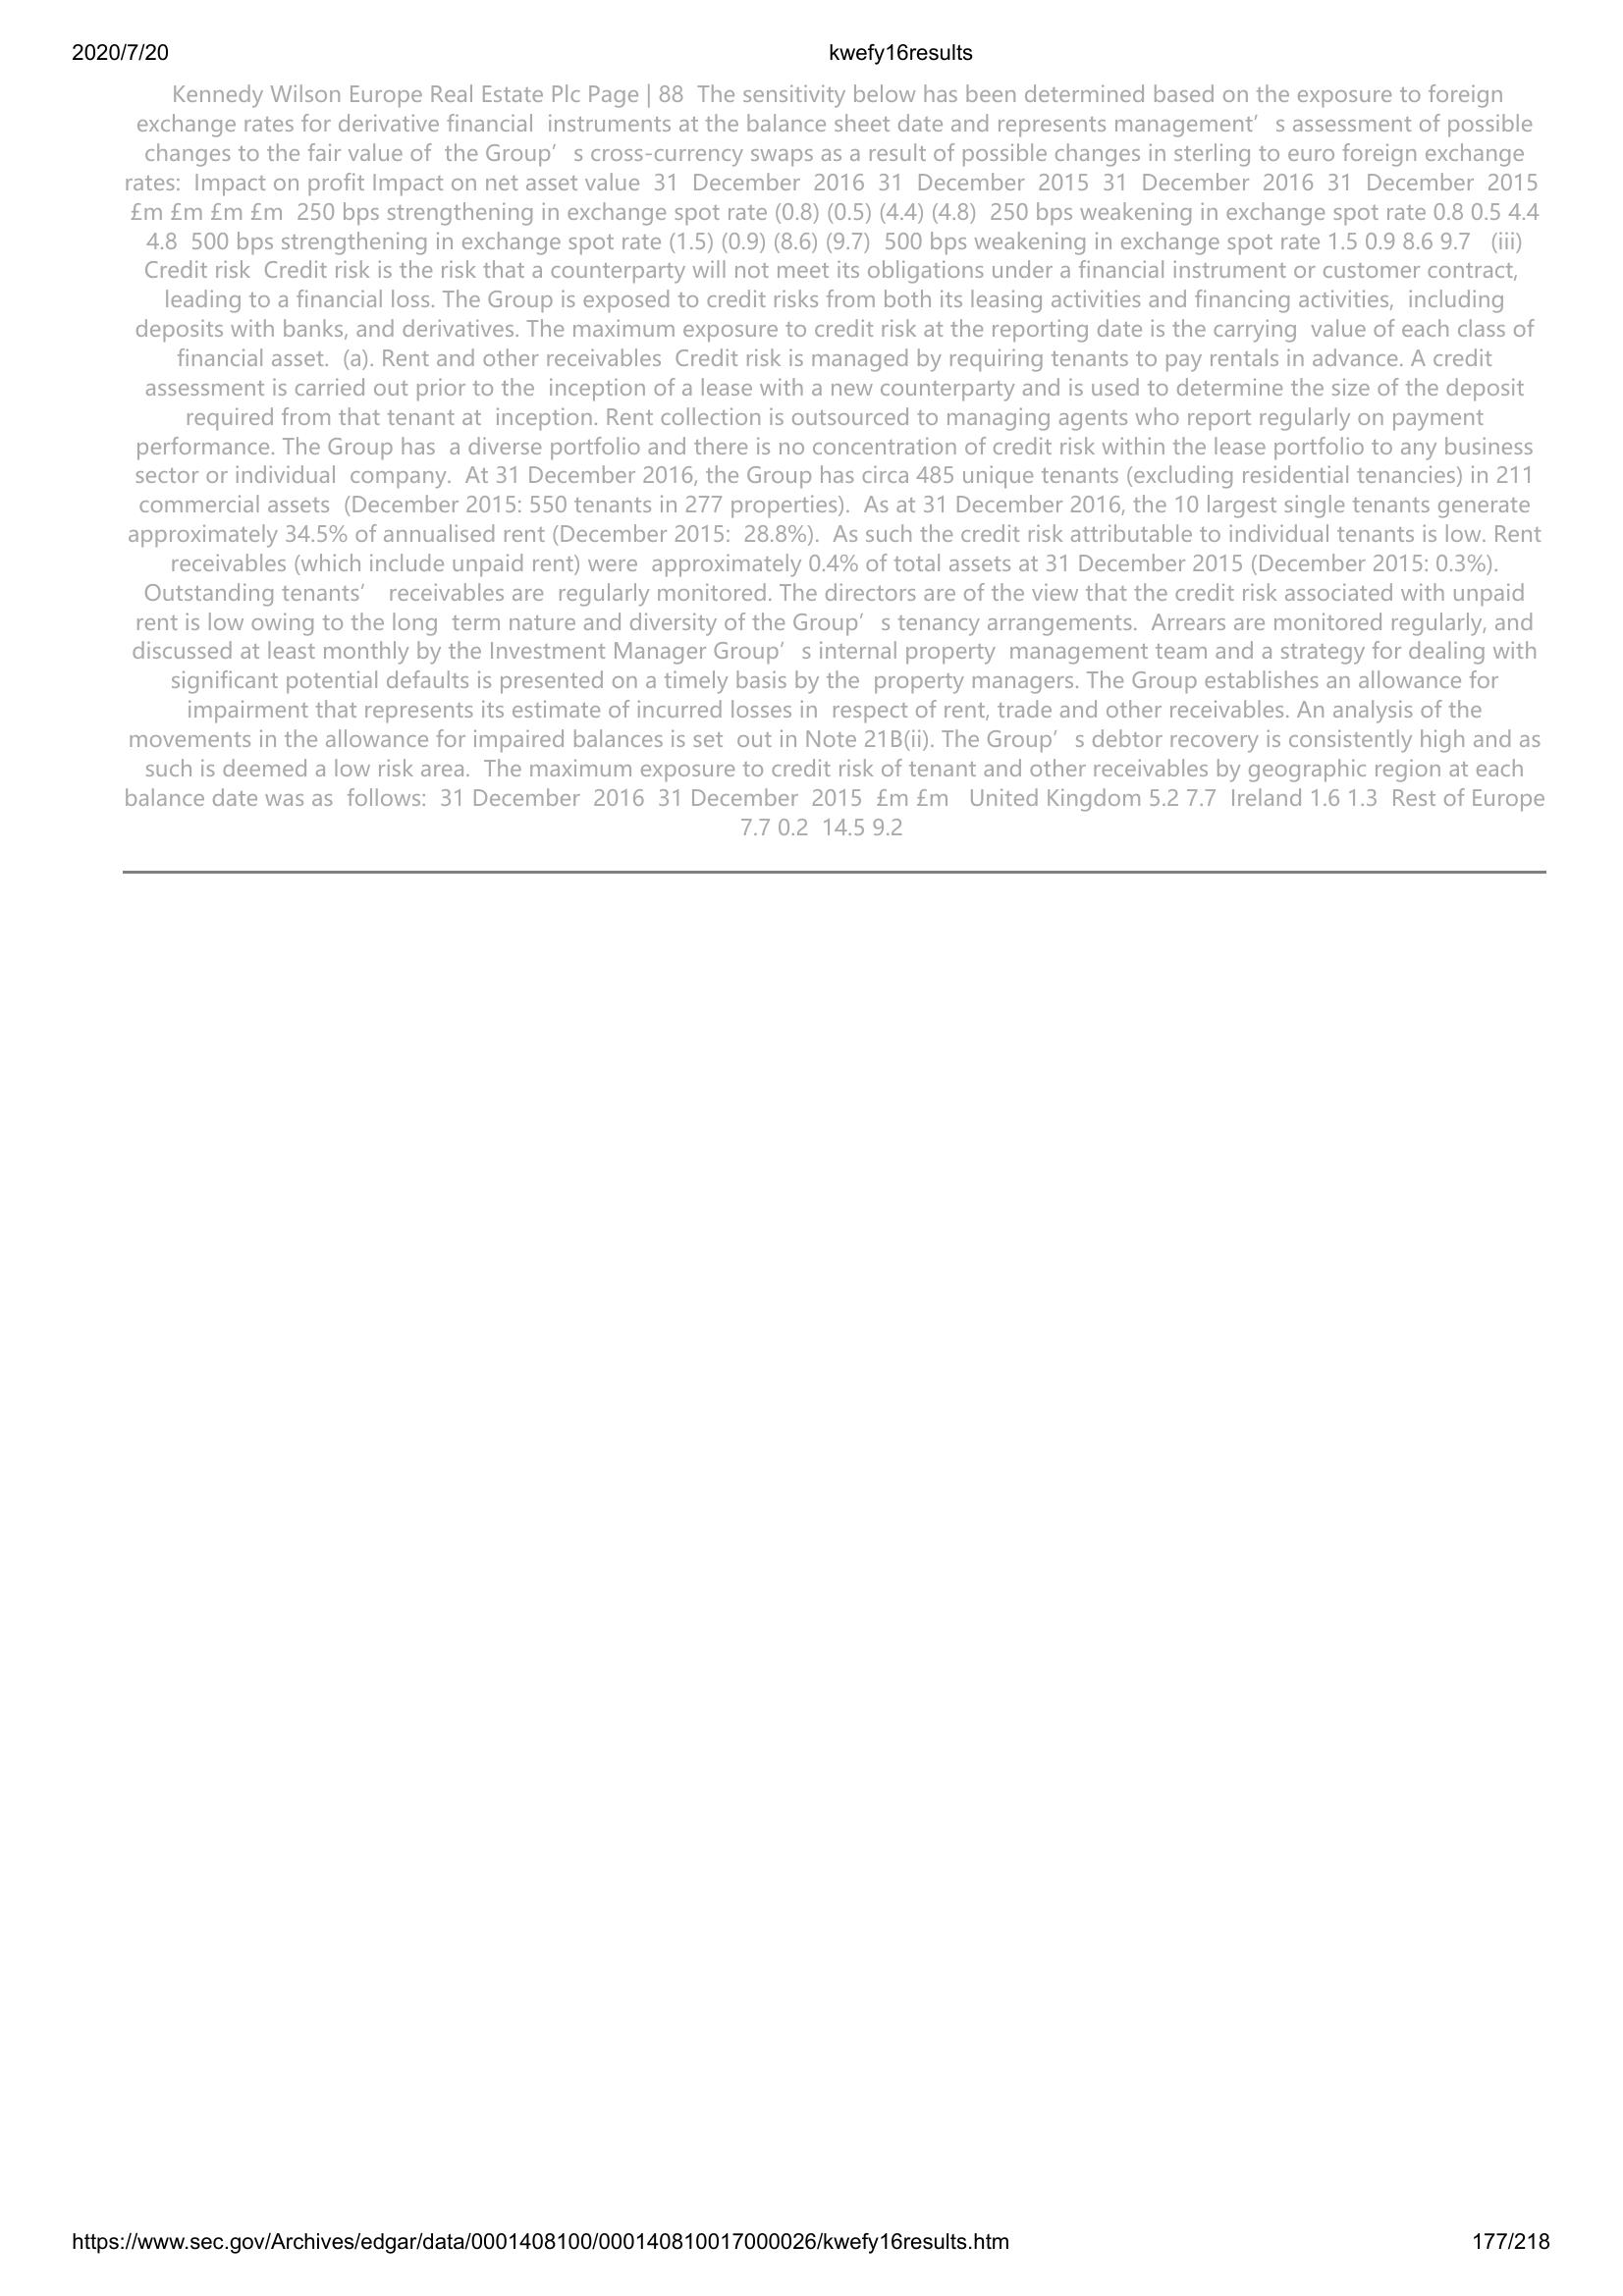 2020/7/20 kwefy16results
Kennedy Wilson Europe Real Estate Plc Page | 88 The sensitivity below has been determined based on the exposure to foreign
exchange rates for derivative financial instruments at the balance sheet date and represents management’ s assessment of possible
changes to the fair value of the Group’ s cross-currency swaps as a result of possible changes in sterling to euro foreign exchange
rates: Impact on profit Impact on net asset value 31 December 2016 31 December 2015 31 December 2016 31 December 2015
£m £m £m £m 250 bps strengthening in exchange spot rate (0.8) (0.5) (4.4) (4.8) 250 bps weakening in exchange spot rate 0.8 0.5 4.4
4.8 500 bps strengthening in exchange spot rate (1.5) (0.9) (8.6) (9.7) 500 bps weakening in exchange spot rate 1.5 0.9 8.6 9.7 (iii)
Credit risk Credit risk is the risk that a counterparty will not meet its obligations under a financial instrument or customer contract,
leading to a financial loss. The Group is exposed to credit risks from both its leasing activities and financing activities, including
deposits with banks, and derivatives. The maximum exposure to credit risk at the reporting date is the carrying value of each class of
financial asset. (a). Rent and other receivables Credit risk is managed by requiring tenants to pay rentals in advance. A credit
assessment is carried out prior to the inception of a lease with a new counterparty and is used to determine the size of the deposit
required from that tenant at inception. Rent collection is outsourced to managing agents who report regularly on payment
performance. The Group has a diverse portfolio and there is no concentration of credit risk within the lease portfolio to any business
sector or individual company. At 31 December 2016, the Group has circa 485 unique tenants (excluding residential tenancies) in 211
commercial assets (December 2015: 550 tenants in 277 properties). As at 31 December 2016, the 10 largest single tenants generate
approximately 34.5% of annualised rent (December 2015: 28.8%). As such the credit risk attributable to individual tenants is low. Rent
receivables (which include unpaid rent) were approximately 0.4% of total assets at 31 December 2015 (December 2015: 0.3%).
Outstanding tenants’ receivables are regularly monitored. The directors are of the view that the credit risk associated with unpaid
rent is low owing to the long term nature and diversity of the Group’ s tenancy arrangements. Arrears are monitored regularly, and
discussed at least monthly by the Investment Manager Group’ s internal property management team and a strategy for dealing with
significant potential defaults is presented on a timely basis by the property managers. The Group establishes an allowance for
impairment that represents its estimate of incurred losses in respect of rent, trade and other receivables. An analysis of the
movements in the allowance for impaired balances is set out in Note 21B(ii). The Group’ s debtor recovery is consistently high and as
such is deemed a low risk area. The maximum exposure to credit risk of tenant and other receivables by geographic region at each
balance date was as follows: 31 December 2016 31 December 2015 £m £m United Kingdom 5.2 7.7 Ireland 1.6 1.3 Rest of Europe
7.7 0.2 14.5 9.2
https://www.sec.gov/Archives/edgar/data/0001408100/000140810017000026/kwefy16results.htm 177/218